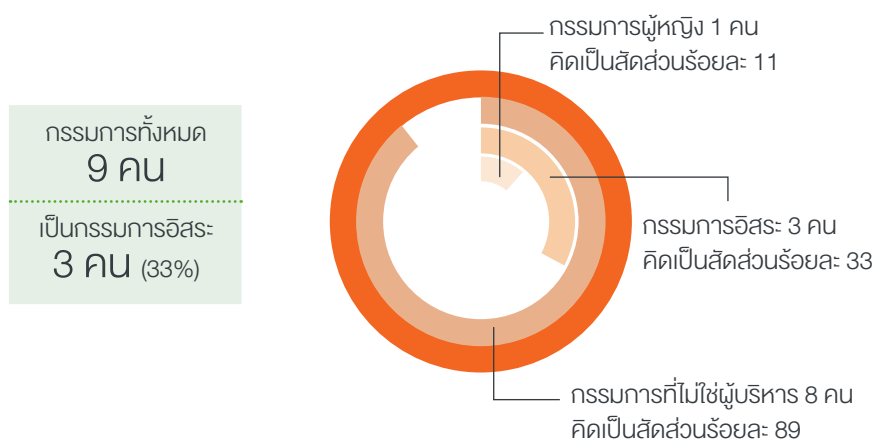 กรรมการทั้งหมด
9 คน
เป็นกรรมการอิสระ
3 คน (33%)
กรรมการผู้หญิง 1 คน
คิดเป็นสัดส่วนร้อยละ 11
กรรมการอิสระ 3 คน
คิดเป็นสัดส่วนร้อยละ 33
กรรมการที่ไม่ใช่ผู้บริหาร 8 คน
คิดเป็นสัดส่วนร้อยละ 89